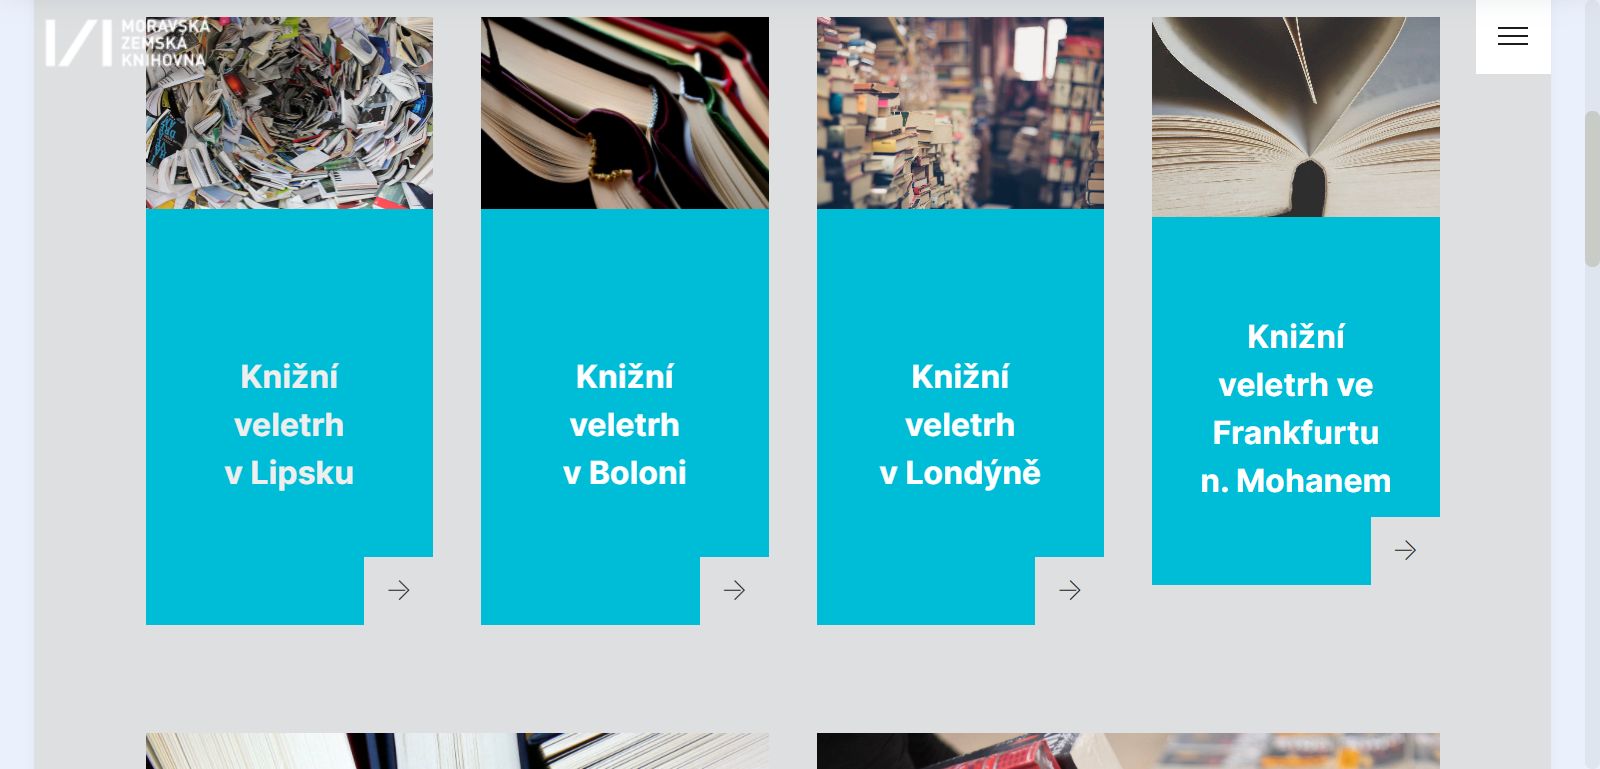 MORAVSKÁ
ZEMSKÁ
KNIHOVNA
Knižní
veletrh
v Lipsku
Knižní
veletrh
v Boloni
Knižní
veletrh
v Londýně
Knižní
veletrh ve
Frankfurtu
n. Mohanem